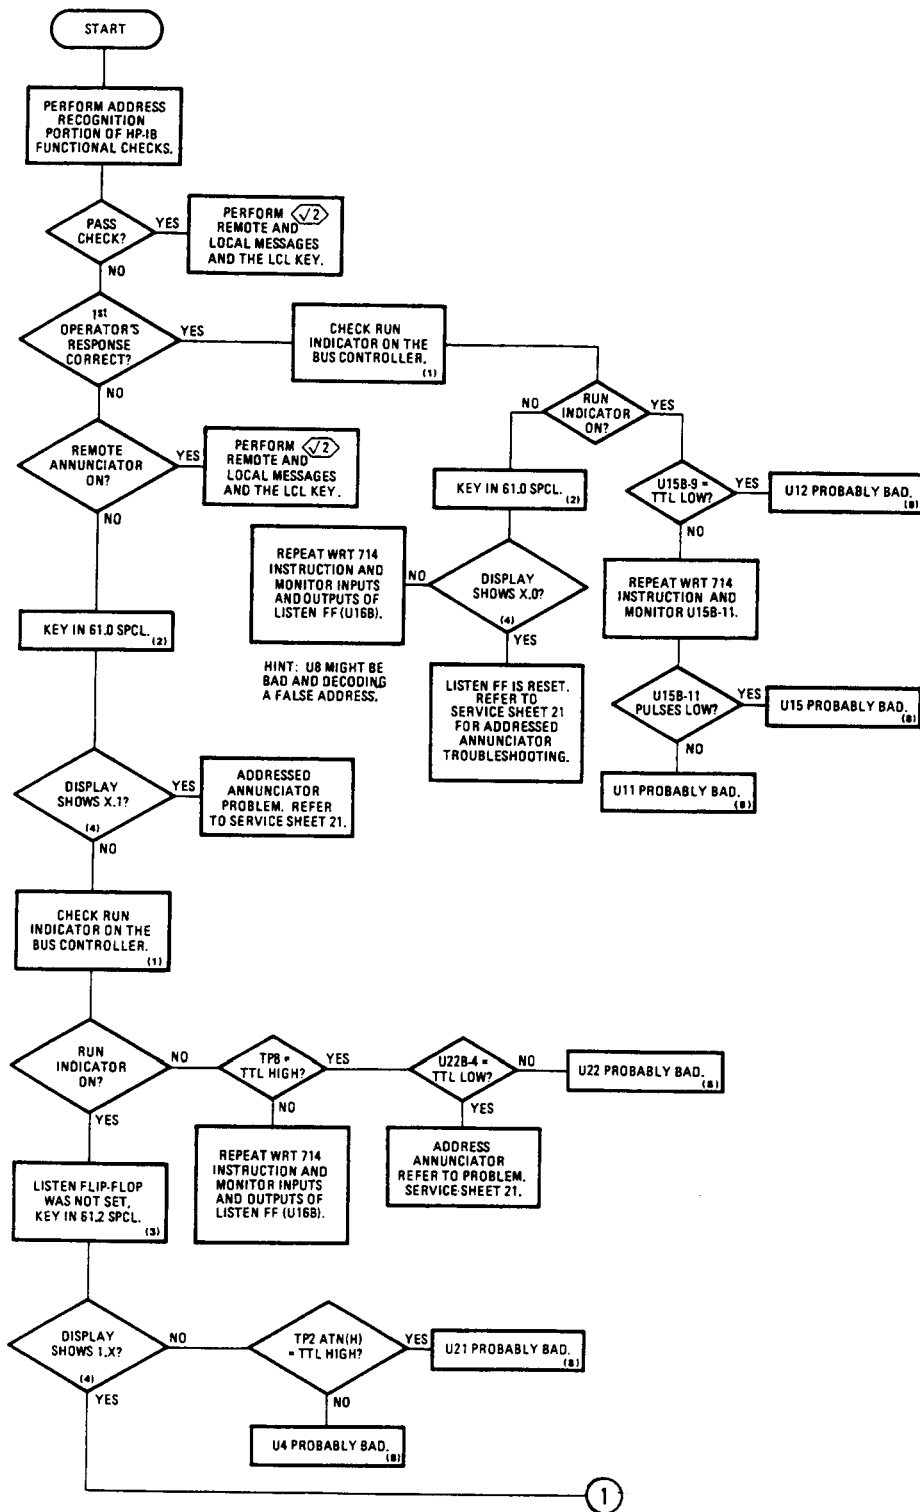 START
PERFORM ADDRESS
RECOGNITION
PORTION OF HP-IB
FUNCTIONAL CHECKS.
PASS
CHECK?
YES
PERFORM √2
REMOTE AND
LOCAL MESSAGES
AND THE LCL KEY.
NO
1st
OPERATOR'S
RESPONSE
CORRECT?
YES
CHECK RUN
INDICATOR ON THE
BUS CONTROLLER.
(1)
NO
RUN
INDICATOR
ON?
NO
YES
REMOTE
ANNUNCIATOR
ON?
YES
PERFORM √2
REMOTE AND
LOCAL MESSAGES
AND THE LCL KEY.
NO
KEY IN 61.0 SPCL.
(2)
U15B-9 =
TTL LOW?
YES
U12 PROBABLY BAD.
(8)
NO
REPEAT WRT 714
INSTRUCTION AND
MONITOR INPUTS
AND OUTPUTS OF
LISTEN FF (U16B).
NO
DISPLAY
SHOWS X.0?
(4)
YES
REPEAT WRT 714
INSTRUCTION AND
MONITOR U15B-11.
KEY IN 61.0 SPCL.
(2)
HINT: U8 MIGHT BE
BAD AND DECODING
A FALSE ADDRESS.
LISTEN FF IS RESET.
REFER TO
SERVICE SHEET 21
FOR ADDRESSED
ANNUNCIATOR
TROUBLESHOOTING.
U15B-11
PULSES LOW?
YES
U15 PROBABLY BAD.
(8)
NO
U11 PROBABLY BAD.
(8)
DISPLAY
SHOWS X.1?
(4)
YES
ADDRESSED
ANNUNCIATOR
PROBLEM. REFER
TO SERVICE SHEET 21.
NO
CHECK RUN
INDICATOR ON THE
BUS CONTROLLER.
(1)
RUN
INDICATOR
ON?
NO
TP8 =
TTL HIGH?
YES
U22B-4 =
TTL LOW?
NO
U22 PROBABLY BAD.
(8)
YES
NO
YES
LISTEN FLIP-FLOP
WAS NOT SET,
KEY IN 61.2 SPCL.
(3)
REPEAT WRT 714
INSTRUCTION AND
MONITOR INPUTS
AND OUTPUTS OF
LISTEN FF (U16B).
ADDRESS
ANNUNCIATOR
REFER TO PROBLEM.
SERVICE SHEET 21.
DISPLAY
SHOWS 1.X?
(4)
NO
TP2 ATN(H)
= TTL HIGH?
YES
U21 PROBABLY BAD.
(8)
YES
NO
U4 PROBABLY BAD.
(8)
1